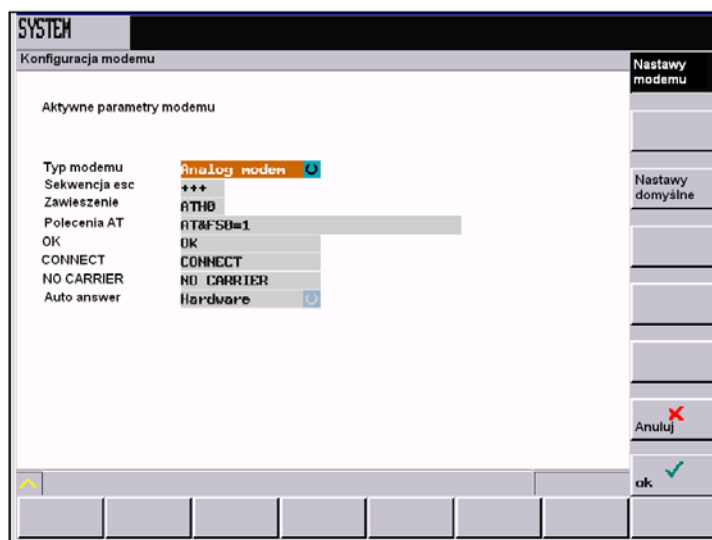 SYSTEM
Konfiguracja modemu
Nastawy
modemu
Aktywne parametry modemu
Typ modemu Analog modem
Sekwencja esc +++
Zawieszenie ATH0
Polecenia AT AT&FS0=1
OK OK
CONNECT CONNECT
NO CARRIER NO CARRIER
Auto answer Hardware
Nastawy
domyślne
Anuluj
ok